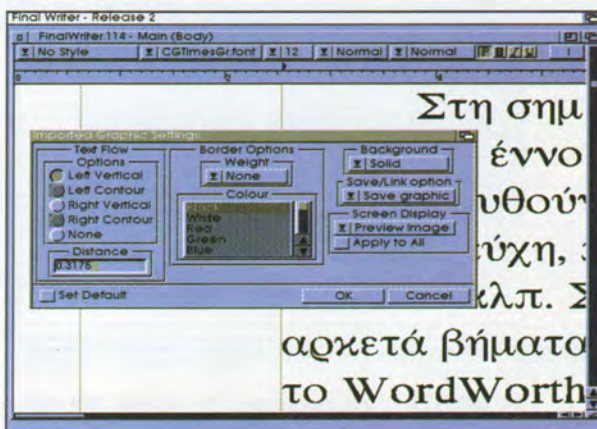 Final Writer - Release 2
FinalWriter.114 - Main (Body)
No Style CGTimesGr.font 12 Normal Normal P B I U
Στη σημ
έννο
υθούν
ύχη,
κλπ. Σ
αρκετά βήματα
το WordWorth
Imported Graphic Settings
Text Flow
Options
Left Vertical
Left Contour
Right Vertical
Right Contour
None
Distance
0.3175
Border Options
Weight
None
Colour
White
Red
Green
Blue
Background
Solid
Save/Link option
Save graphic
Screen Display
Preview Image
Apply to All
Set Default
OK Cancel